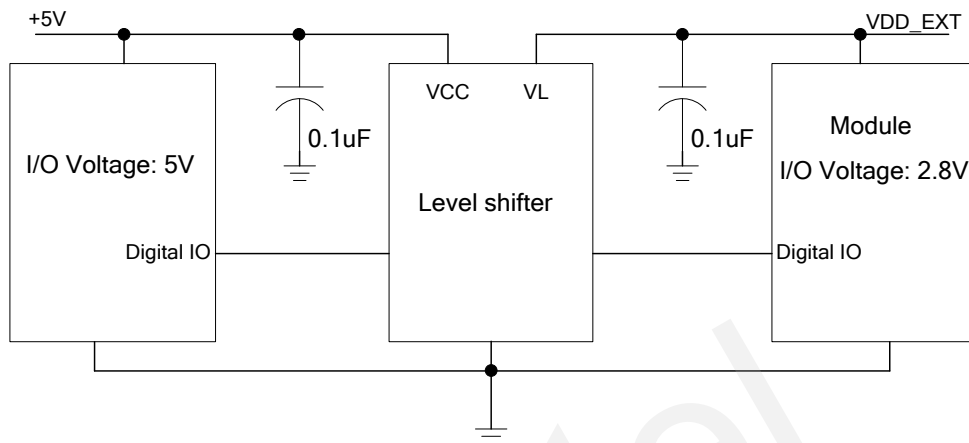 +5V
VDD_EXT
VCC
VL
0.1uF
0.1uF
Module
I/O Voltage: 5V
I/O Voltage: 2.8V
Level shifter
Digital IO
Digital IO